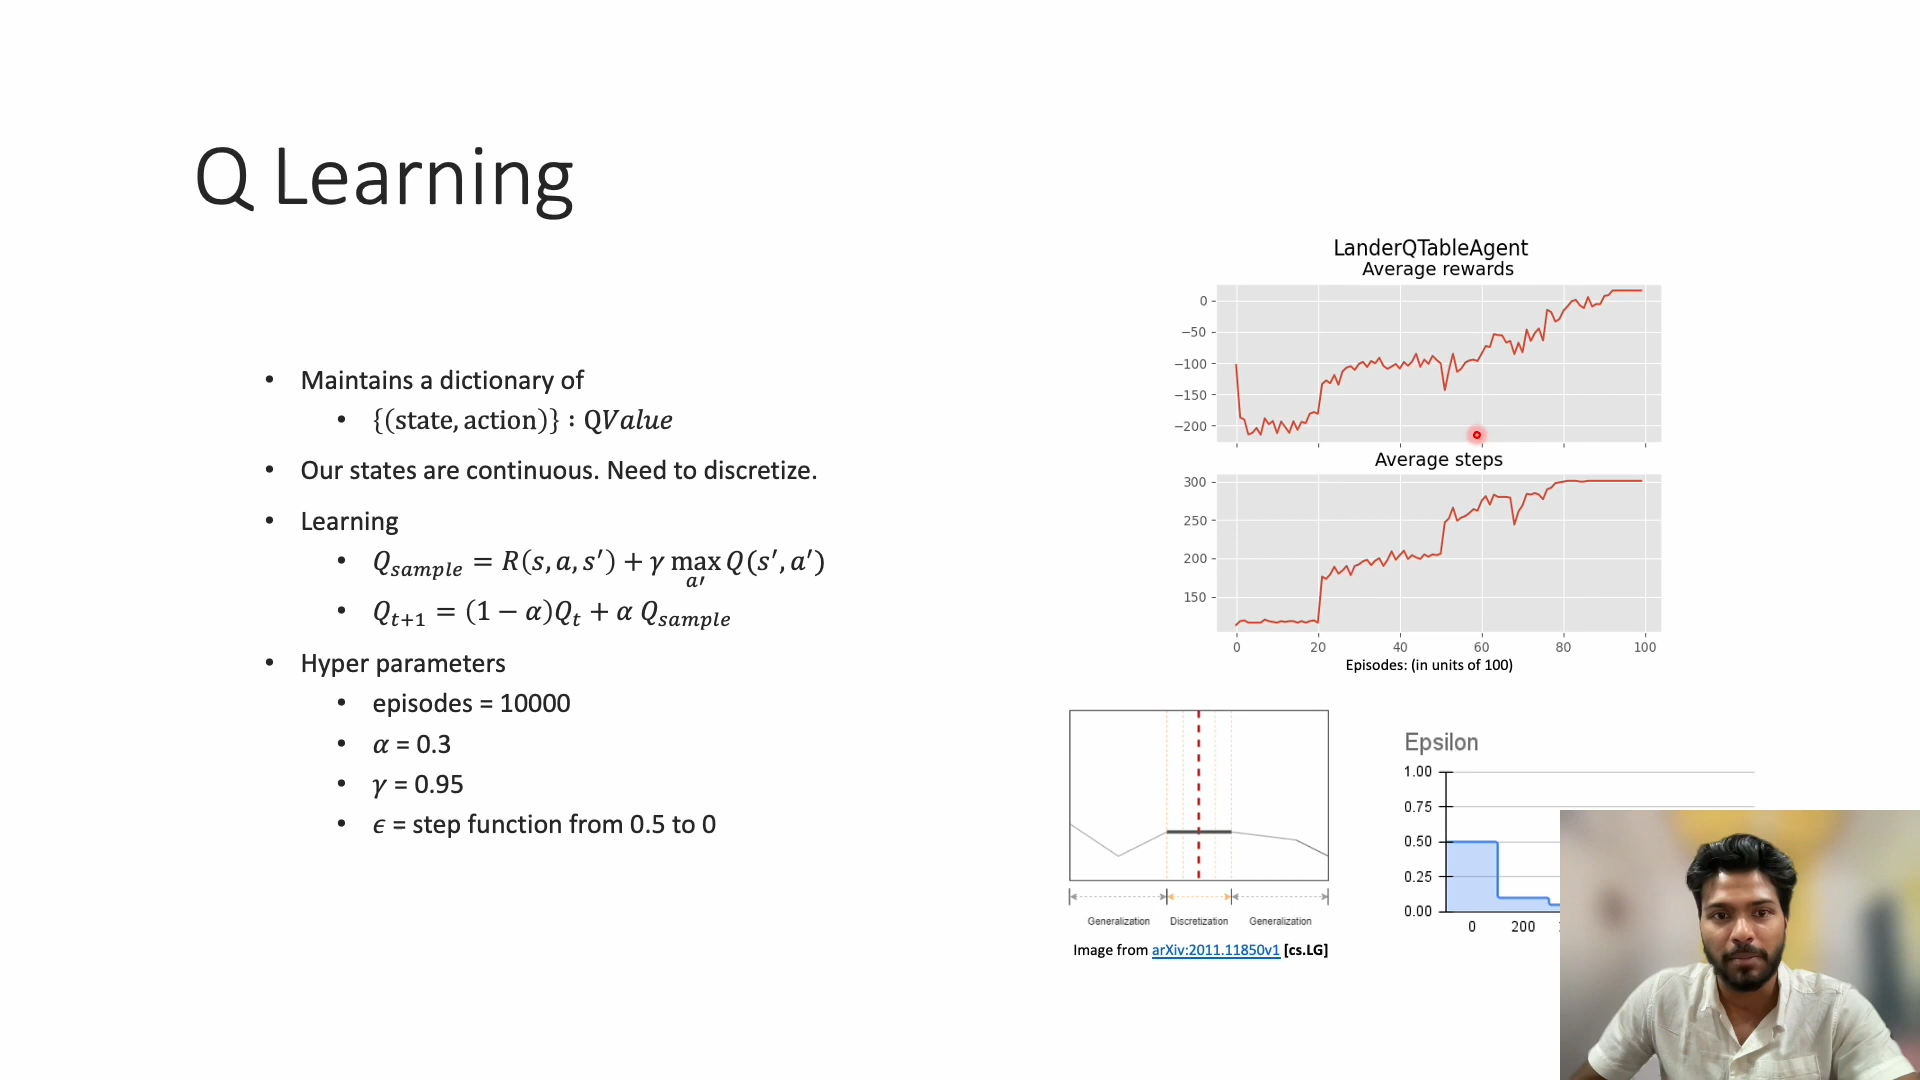 Q Learning
• Maintains a dictionary of
• {(state, action)} : QValue
• Our states are continuous. Need to discretize.
• Learning
• Q_sample = R(s, a, s′) + γ max_a′ Q(s′, a′)
• Q_t+1 = (1 − α)Q_t + α Q_sample
• Hyper parameters
• episodes = 10000
• α = 0.3
• γ = 0.95
• ϵ = step function from 0.5 to 0
LanderQTableAgent
Average rewards
0
−50
−100
−150
−200
Average steps
300
250
200
150
0 20 40 60 80 100
Episodes: (in units of 100)
Generalization Discretization Generalization
Image from arXiv:2011.11850v1 [cs.LG]
Epsilon
1.00
0.75
0.50
0.25
0.00
0 200